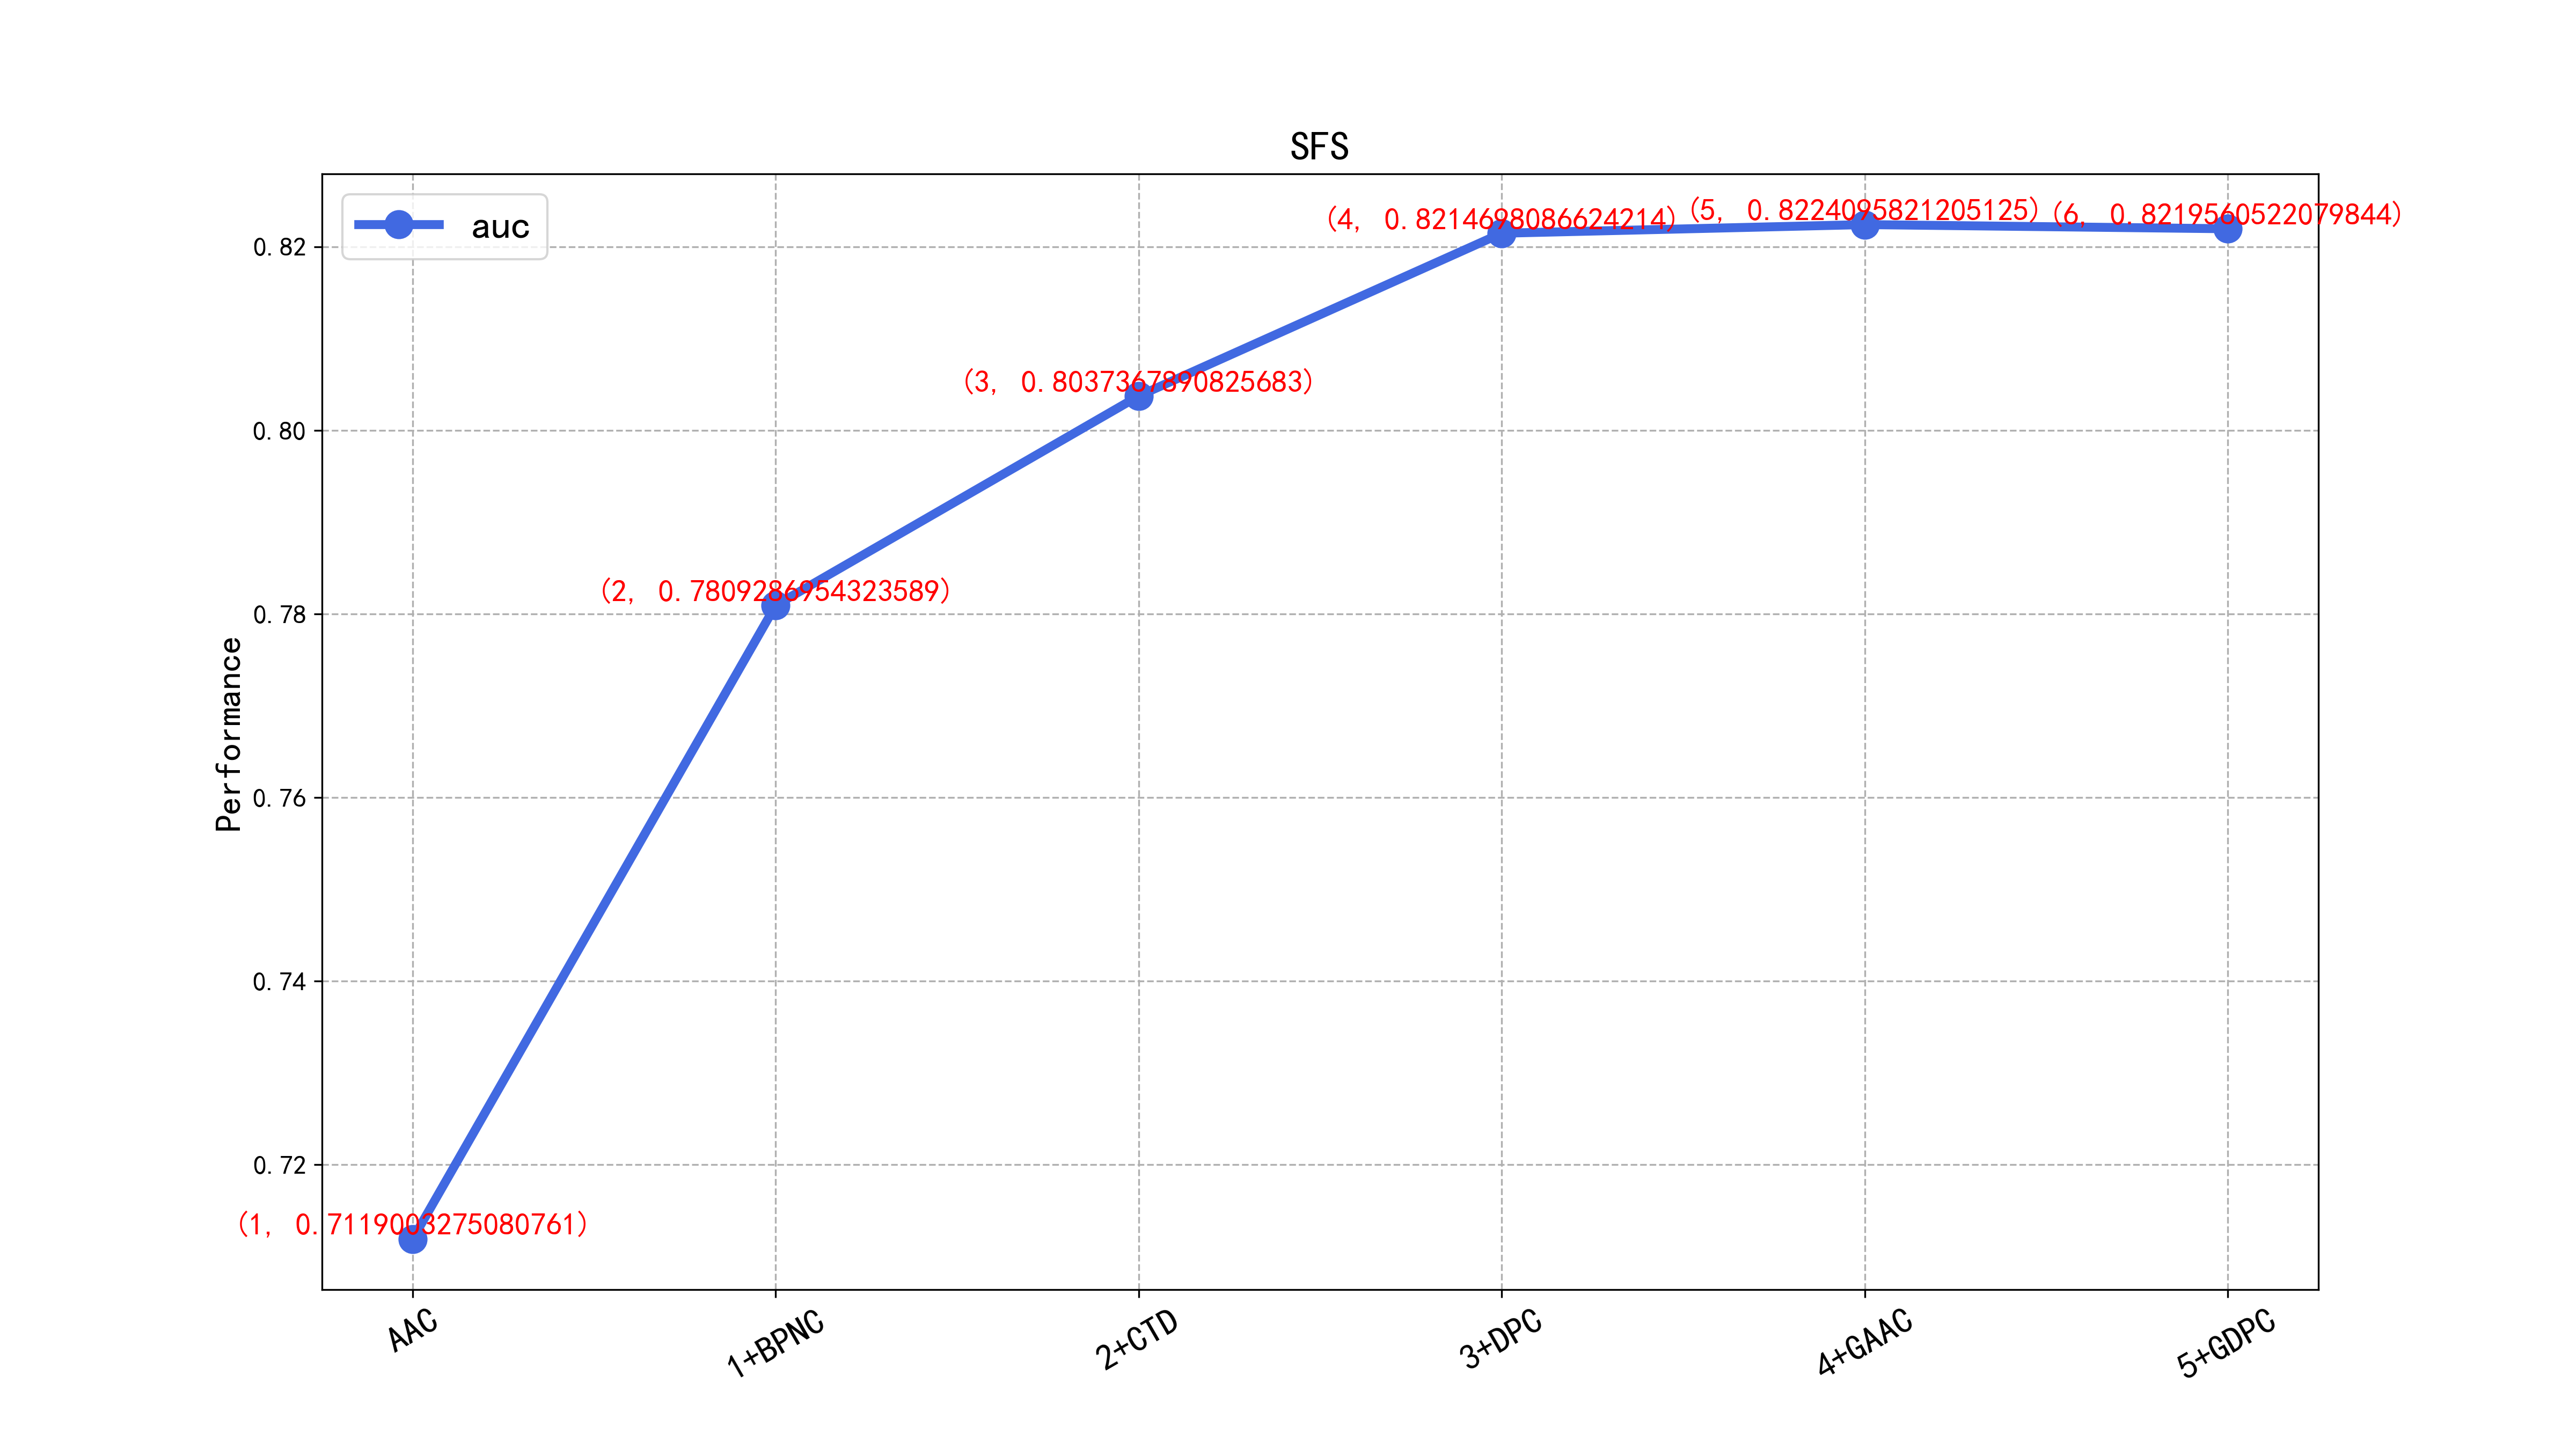 SFS
auc
(1, 0.7119003275080761)
(2, 0.7809286954323589)
(3, 0.8037367890825683)
(4, 0.8214698086624214)
(5, 0.8224095821205125)
(6, 0.8219560522079844)
Performance
0.82
0.80
0.78
0.76
0.74
0.72
AAC
1+BPNC
2+CTD
3+DPC
4+GAAC
5+GDPC